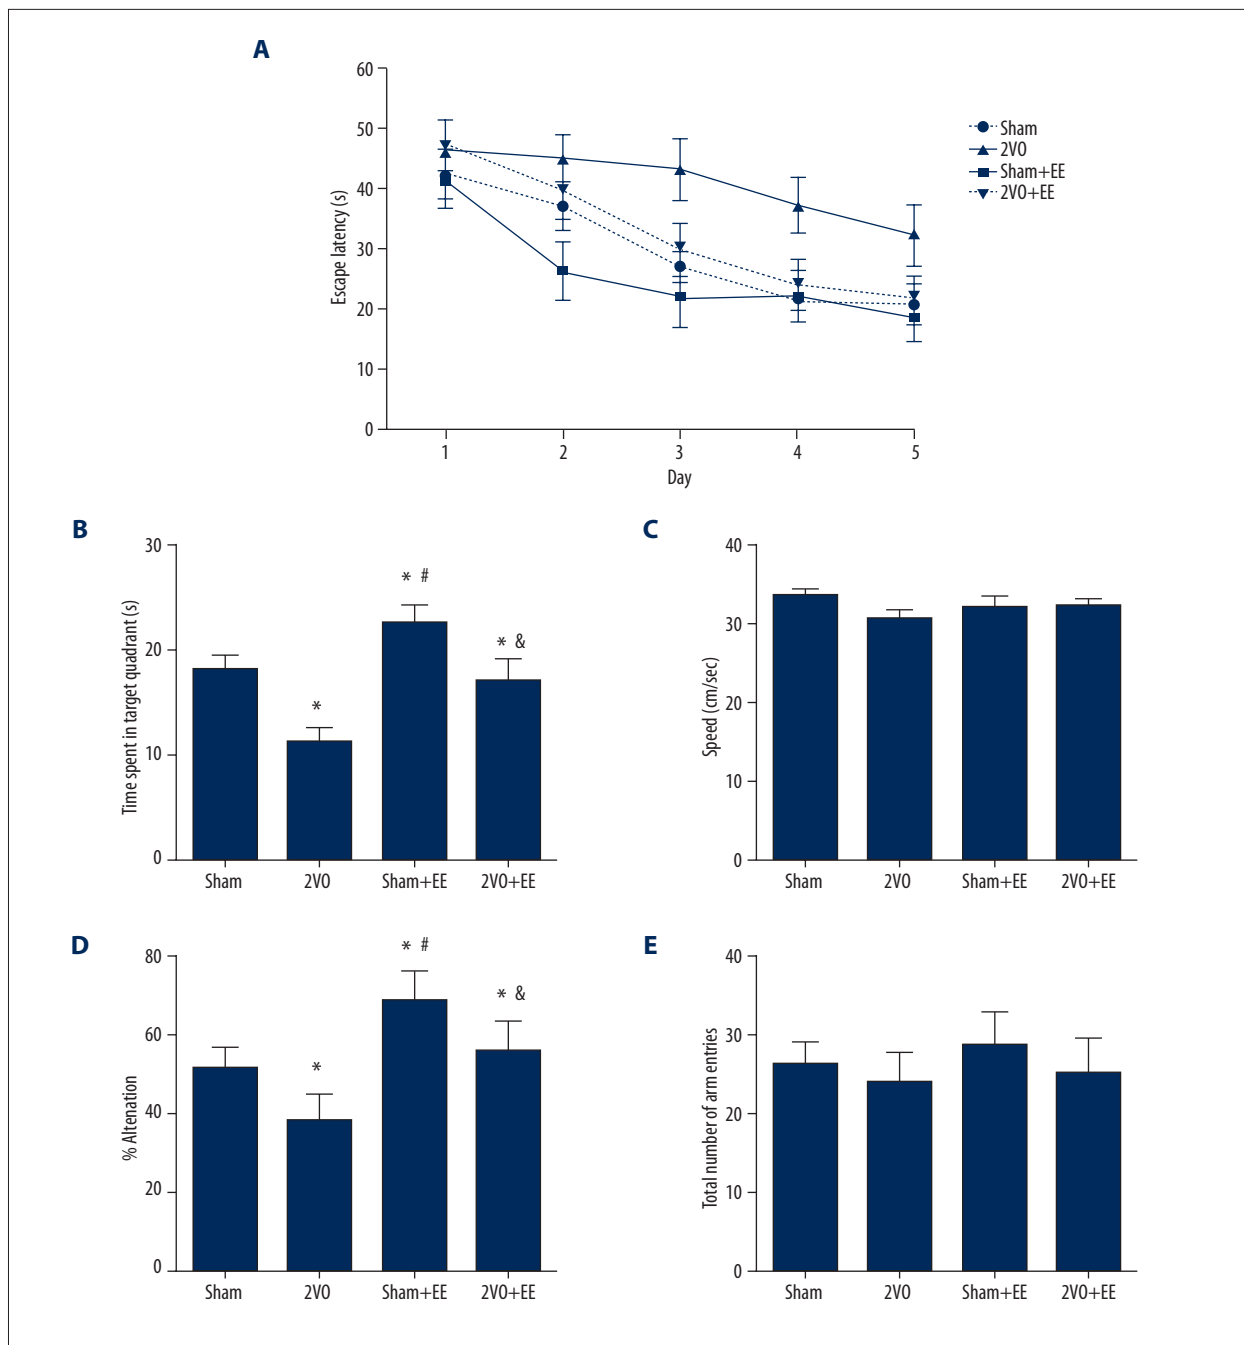 A
60
50
40
30
20
10
0
Escape latency (s)
1 2 3 4 5
Day
Sham
2VO
Sham+EE
2VO+EE
B
30
20
10
0
Time spent in target quadrant (s)
*
* #
* &
Sham 2VO Sham+EE 2VO+EE
C
40
30
20
10
0
Speed (cm/sec)
Sham 2VO Sham+EE 2VO+EE
D
80
60
40
20
0
% Altenation
*
* #
* &
Sham 2VO Sham+EE 2VO+EE
E
40
30
20
10
0
Total number of arm entries
Sham 2VO Sham+EE 2VO+EE